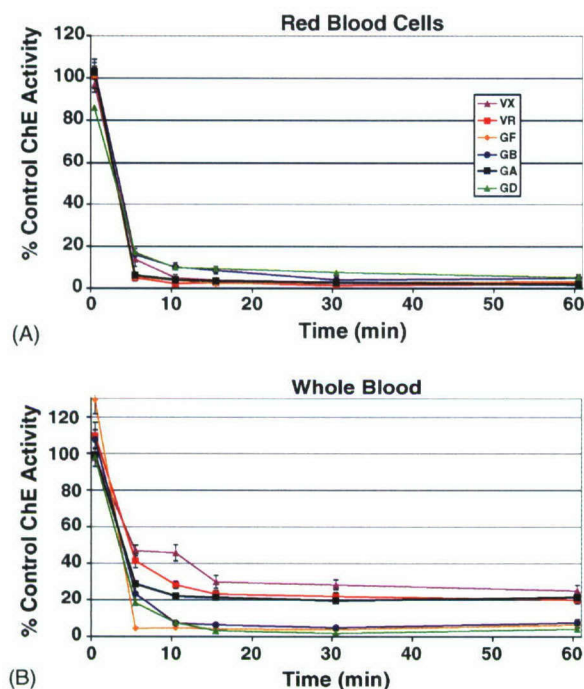 Red Blood Cells
120
100
80
60
40
20
0
% Control ChE Activity
VX
VR
GF
GB
GA
GD
0 10 20 30 40 50 60
Time (min)
(A)
Whole Blood
120
100
80
60
40
20
0
% Control ChE Activity
0 10 20 30 40 50 60
Time (min)
(B)